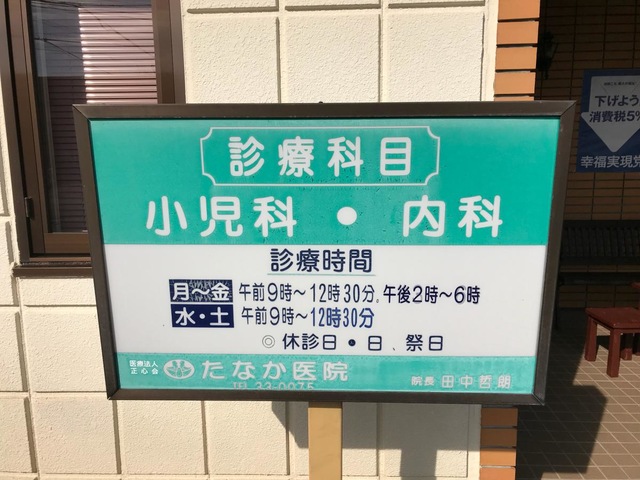 診療科目
小児科・内科
診療時間
月〜金 午前9時〜12時30分。午後2時〜6時
水・土 午前9時〜12時30分
◎休診日・日、祭日
医療法人
正心会
たなか医院
TEL 33-0075
院長 田中哲朗
下げよう
消費税5%
幸福実現党